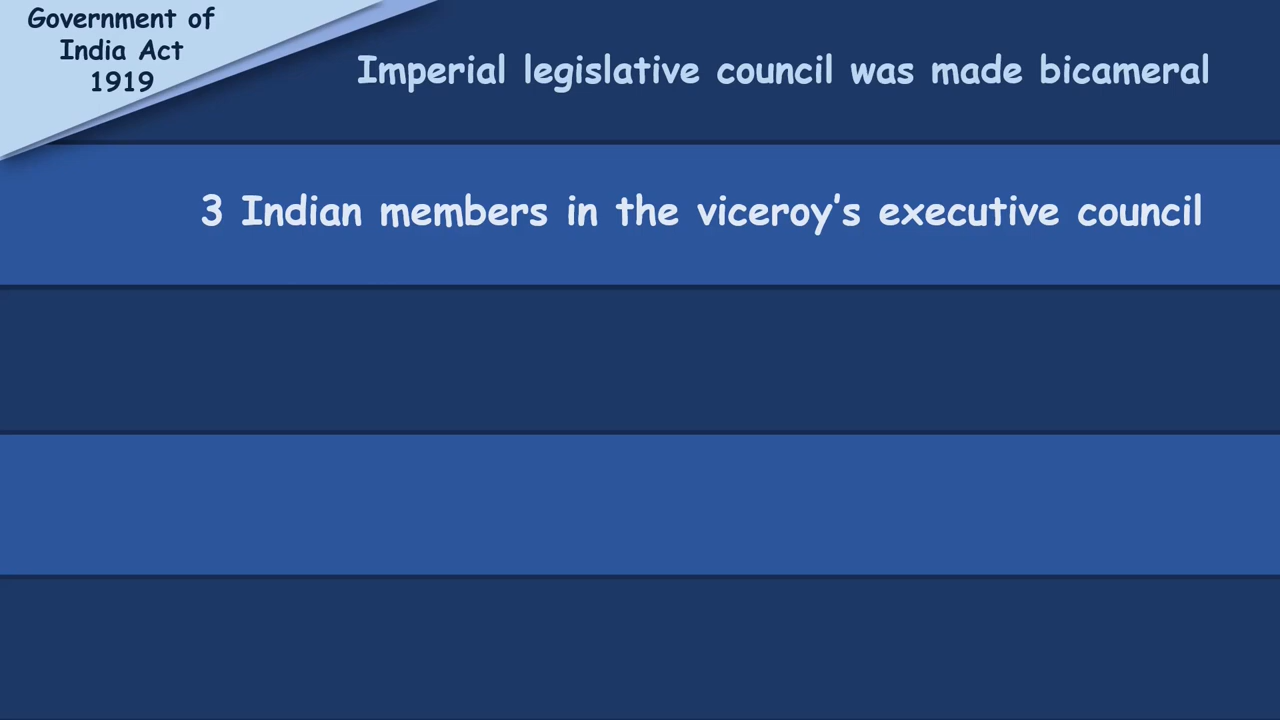 Government of
India Act
1919
Imperial legislative council was made bicameral
3 Indian members in the viceroy's executive council